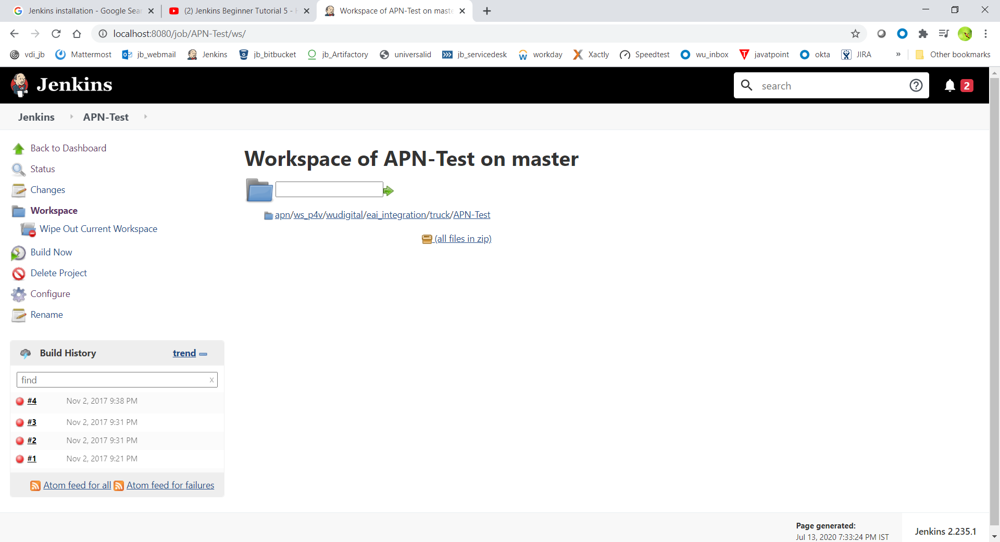 Jenkins installation - Google Sear
(2) Jenkins Beginner Tutorial 5 - H
Workspace of APN-Test on maste
localhost:8080/job/APN-Test/ws/
vdi_jb Mattermost jb_webmail Jenkins jb_bitbucket jb_Artifactory universalid jb_servicedesk workday Xactly Speedtest wu_inbox javatpoint okta JIRA » Other bookmarks
Jenkins
search
2
Jenkins APN-Test
Back to Dashboard
Status
Changes
Workspace
Wipe Out Current Workspace
Build Now
Delete Project
Configure
Rename
Build History trend
find x
#4 Nov 2, 2017 9:38 PM
#3 Nov 2, 2017 9:31 PM
#2 Nov 2, 2017 9:31 PM
#1 Nov 2, 2017 9:21 PM
Atom feed for all Atom feed for failures
Workspace of APN-Test on master
apn/ws_p4v/wudigital/eai_integration/truck/APN-Test
(all files in zip)
Page generated:
Jul 13, 2020 7:33:24 PM IST
Jenkins 2.235.1